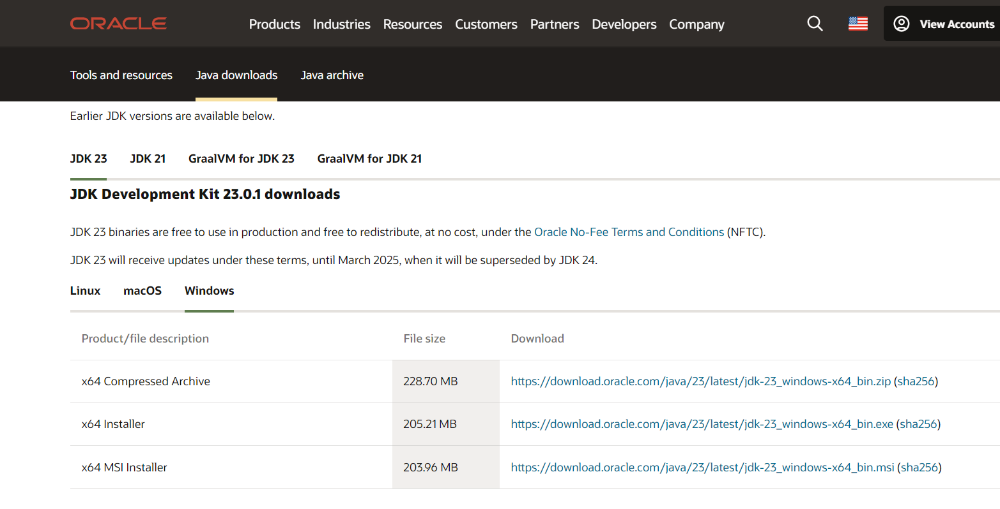 ORACLE Products Industries Resources Customers Partners Developers Company View Accounts
Tools and resources Java downloads Java archive
Earlier JDK versions are available below.
JDK 23 JDK 21 GraalVM for JDK 23 GraalVM for JDK 21
JDK Development Kit 23.0.1 downloads
JDK 23 binaries are free to use in production and free to redistribute, at no cost, under the Oracle No-Fee Terms and Conditions (NFTC).
JDK 23 will receive updates under these terms, until March 2025, when it will be superseded by JDK 24.
Linux macOS Windows
Product/file description File size Download
x64 Compressed Archive 228.70 MB https://download.oracle.com/java/23/latest/jdk-23_windows-x64_bin.zip (sha256)
x64 Installer 205.21 MB https://download.oracle.com/java/23/latest/jdk-23_windows-x64_bin.exe (sha256)
x64 MSI Installer 203.96 MB https://download.oracle.com/java/23/latest/jdk-23_windows-x64_bin.msi (sha256)